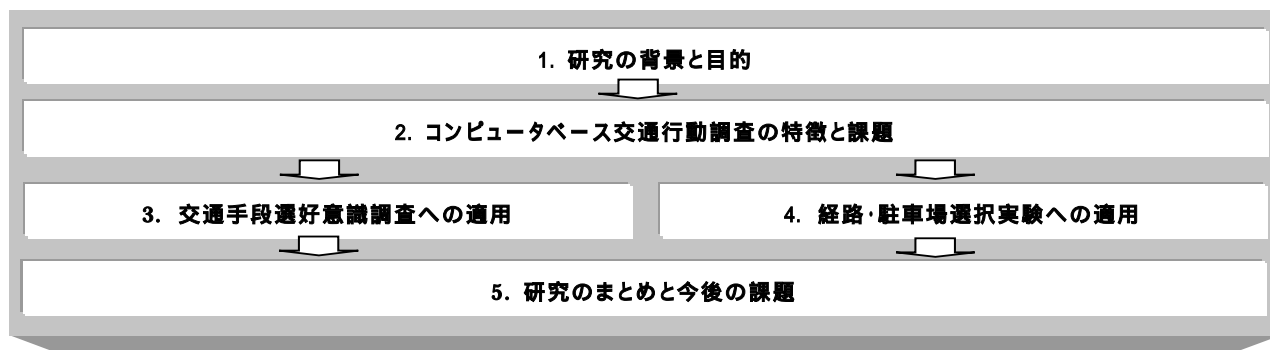 1. 研究の背景と目的
2. コンピュータベース交通行動調査の特徴と課題
3. 交通手段選好意識調査への適用
4. 経路・駐車場選択実験への適用
5. 研究のまとめと今後の課題